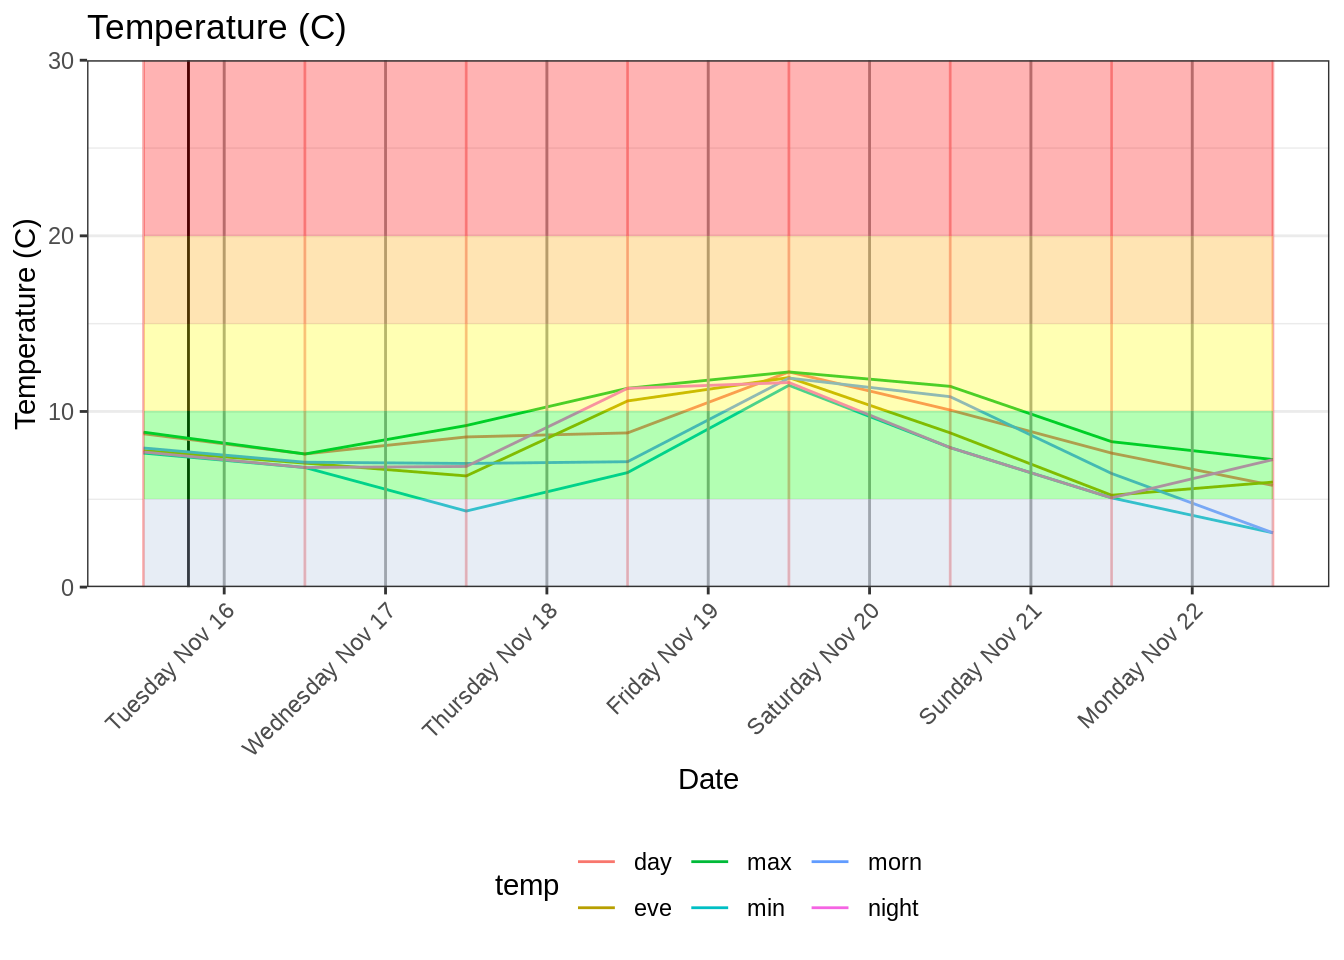 Temperature (C)
Temperature (C)
30
20
10
0
Tuesday Nov 16
Wednesday Nov 17
Thursday Nov 18
Friday Nov 19
Saturday Nov 20
Sunday Nov 21
Monday Nov 22
Date
temp
day
max
morn
eve
min
night